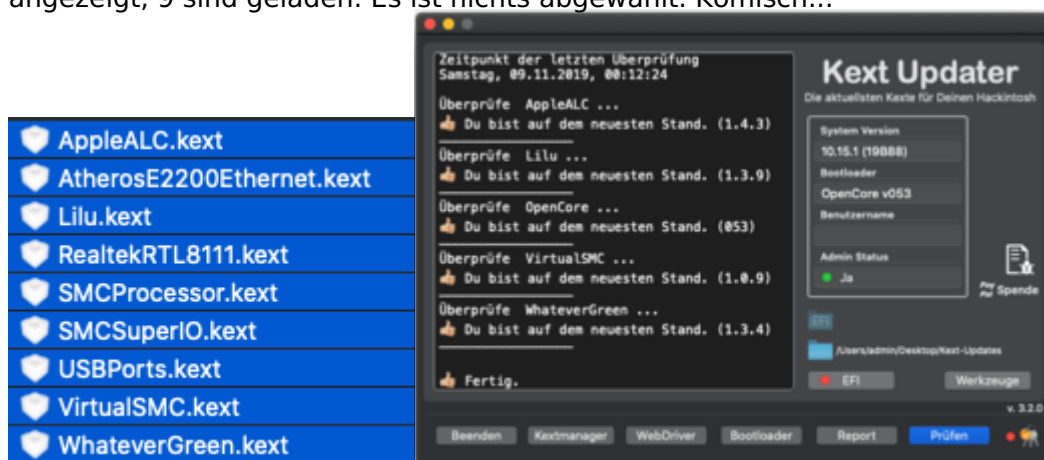 angezeigt, 9 sind geladen. Es ist nichts abgewählt. Komisch...
AppleALC.kext
AtherosE2200Ethernet.kext
Lilu.kext
RealtekRTL8111.kext
SMCProcessor.kext
SMCSuperIO.kext
USBPorts.kext
VirtualSMC.kext
WhateverGreen.kext
Zeitpunkt der letzten Überprüfung
Samstag, 09.11.2019, 00:12:24
Überprüfe AppleALC ...
👍 Du bist auf dem neuesten Stand. (1.4.3)
Überprüfe Lilu ...
👍 Du bist auf dem neuesten Stand. (1.3.9)
Überprüfe OpenCore ...
👍 Du bist auf dem neuesten Stand. (053)
Überprüfe VirtualSMC ...
👍 Du bist auf dem neuesten Stand. (1.0.9)
Überprüfe WhateverGreen ...
👍 Du bist auf dem neuesten Stand. (1.3.4)
👍 Fertig.
Kext Updater
Die aktuellsten Kexte für Deinen Hackintosh
System Version
10.15.1 (19B88)
Bootloader
OpenCore v053
Benutzername
Admin Status
Ja
Spende
EFI
/Users/admin/Desktop/Kext-Updates
EFI
Werkzeuge
v. 3.2.0
Beenden
Kextmanager
WebDriver
Bootloader
Report
Prüfen